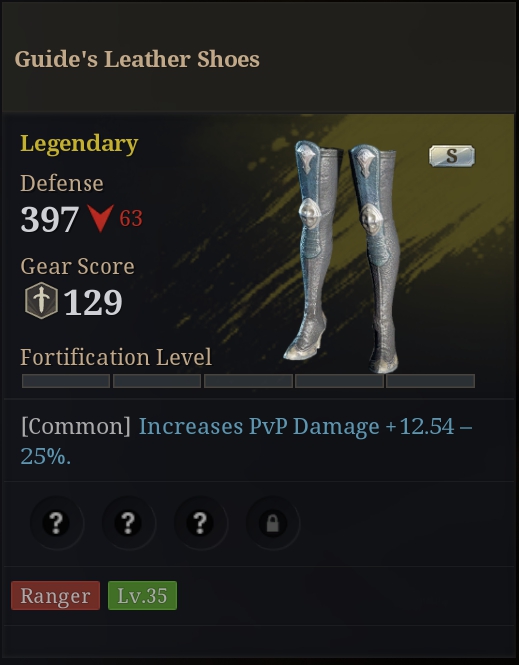 Guide's Leather Shoes
Legendary
S
Defense
397 63
Gear Score
129
Fortification Level
[Common] Increases PvP Damage +12.54 –
25%.
? ? ?
Ranger Lv.35